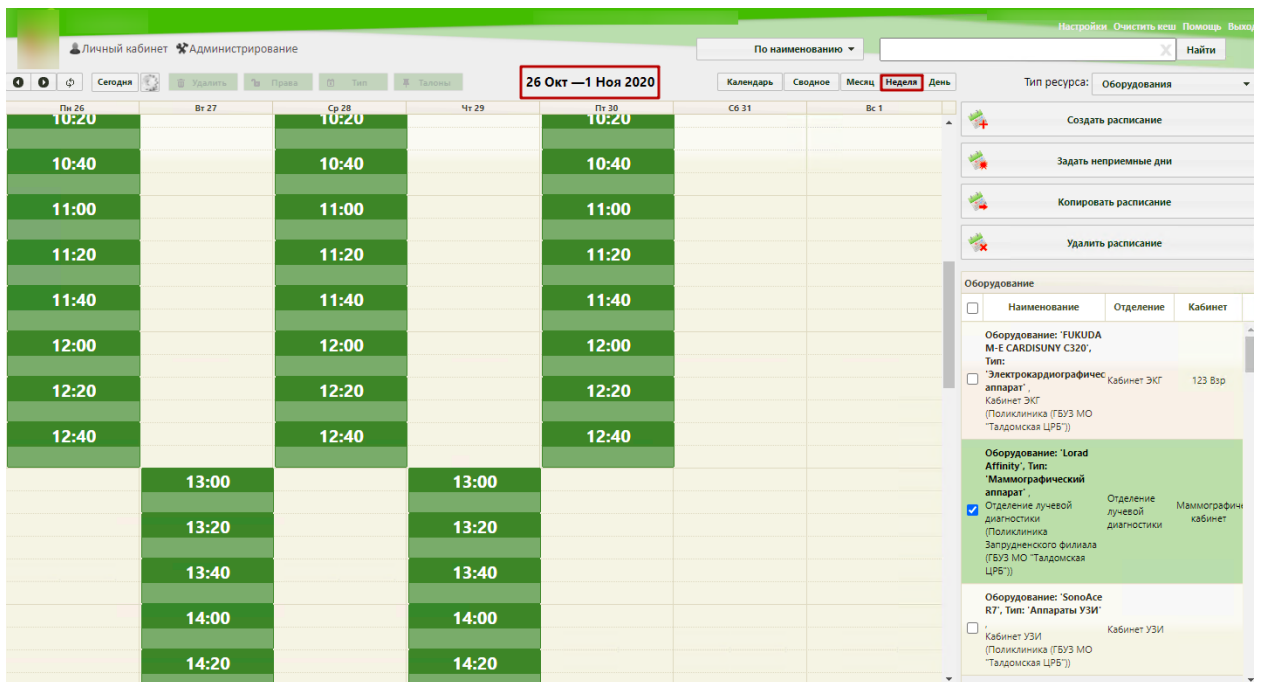 Настройки Очистить кеш Помощь Выход
Личный кабинет Администрирование По наименованию Найти
Сегодня Удалить Права Тип Талоны 26 Окт —1 Ноя 2020 Календарь Сводное Месяц Неделя День Тип ресурса: Оборудования
Пн 26 Вт 27 Ср 28 Чт 29 Пт 30 Сб 31 Вс 1
10:20 10:20 10:20
10:40 10:40 10:40
11:00 11:00 11:00
11:20 11:20 11:20
11:40 11:40 11:40
12:00 12:00 12:00
12:20 12:20 12:20
12:40 12:40 12:40
13:00 13:00
13:20 13:20
13:40 13:40
14:00 14:00
14:20 14:20
Создать расписание
Задать неприемные дни
Копировать расписание
Удалить расписание
Оборудование
Наименование Отделение Кабинет
Оборудование: 'FUKUDA
M-E CARDISUNY C320',
Тип:
'Электрокардиографичес
аппарат' ,
Кабинет ЭКГ
(Поликлиника (ГБУЗ МО
"Талдомская ЦРБ"))
Кабинет ЭКГ
123 Взр
Оборудование: 'Lorad
Affinity', Тип:
'Маммографический
аппарат' ,
Отделение лучевой
диагностики
(Поликлиника
Запрудненского филиала
(ГБУЗ МО "Талдомская
ЦРБ"))
Отделение
лучевой
диагностики
Маммографиче
кабинет
Оборудование: 'SonoAce
R7', Тип: 'Аппараты УЗИ'
,
Кабинет УЗИ
(Поликлиника (ГБУЗ МО
"Талдомская ЦРБ"))
Кабинет УЗИ